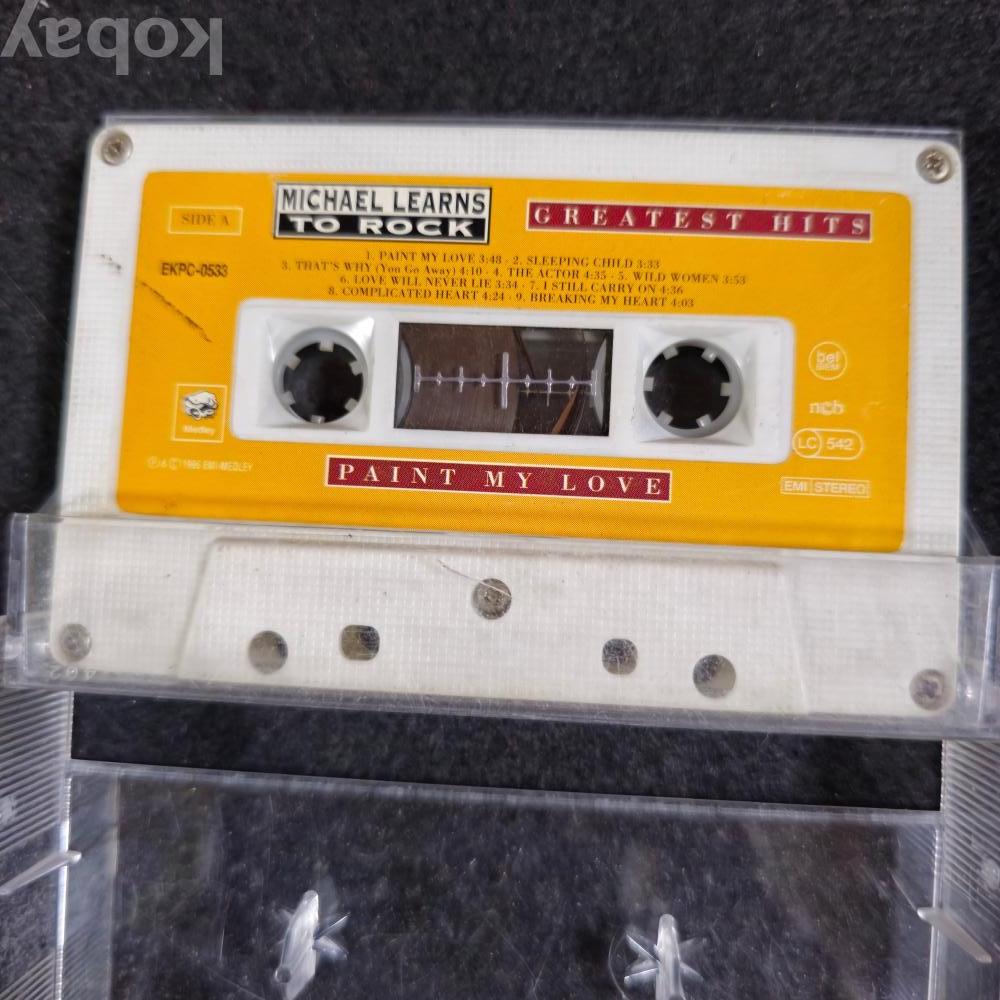 kobay
MICHAEL LEARNS
TO ROCK
GREATEST HITS
SIDE A
EKPC-0533
1. PAINT MY LOVE 3:48 · 2. SLEEPING CHILD 3:33
3. THAT'S WHY (You Go Away) 4:10 · 4. THE ACTOR 4:35 · 5. WILD WOMEN 3:53
6. LOVE WILL NEVER LIE 3:34 · 7. I STILL CARRY ON 4:36
8. COMPLICATED HEART 4:24 · 9. BREAKING MY HEART 4:03
bel
BIEM
ncb
LC 542
Medley
EMI STEREO
PAINT MY LOVE